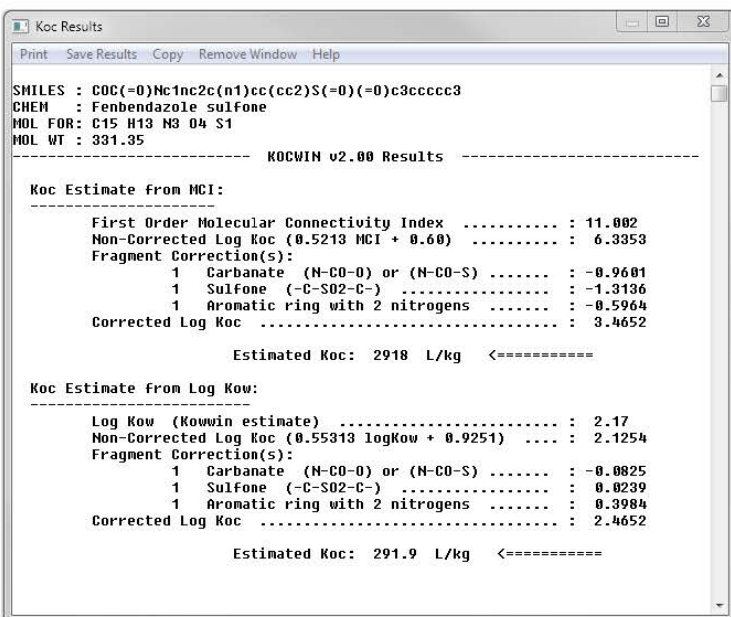 Koc Results
Print Save Results Copy Remove Window Help
SMILES : COC(=O)Nc1nc2c(n1)cc(cc2)S(=O)(=O)c3ccccc3
CHEM : Fenbendazole sulfone
MOL FOR: C15 H13 N3 O4 S1
MOL WT : 331.35
--------------------------- KOCWIN v2.00 Results ---------------------------
Koc Estimate from MCI:
---------------------
First Order Molecular Connectivity Index ........... : 11.002
Non-Corrected Log Koc (0.5213 MCI + 0.60) .......... : 6.3353
Fragment Correction(s):
1 Carbanate (N-CO-O) or (N-CO-S) ....... : -0.9601
1 Sulfone (-C-SO2-C-) ................. : -1.3136
1 Aromatic ring with 2 nitrogens ....... : -0.5964
Corrected Log Koc .................................. : 3.4652
Estimated Koc: 2918 L/kg <===========
Koc Estimate from Log Kow:
-------------------------
Log Kow (Kowwin estimate) ......................... : 2.17
Non-Corrected Log Koc (0.55313 logKow + 0.9251) .... : 2.1254
Fragment Correction(s):
1 Carbanate (N-CO-O) or (N-CO-S) ....... : -0.0825
1 Sulfone (-C-SO2-C-) ................. : 0.0239
1 Aromatic ring with 2 nitrogens ....... : 0.3984
Corrected Log Koc .................................. : 2.4652
Estimated Koc: 291.9 L/kg <===========